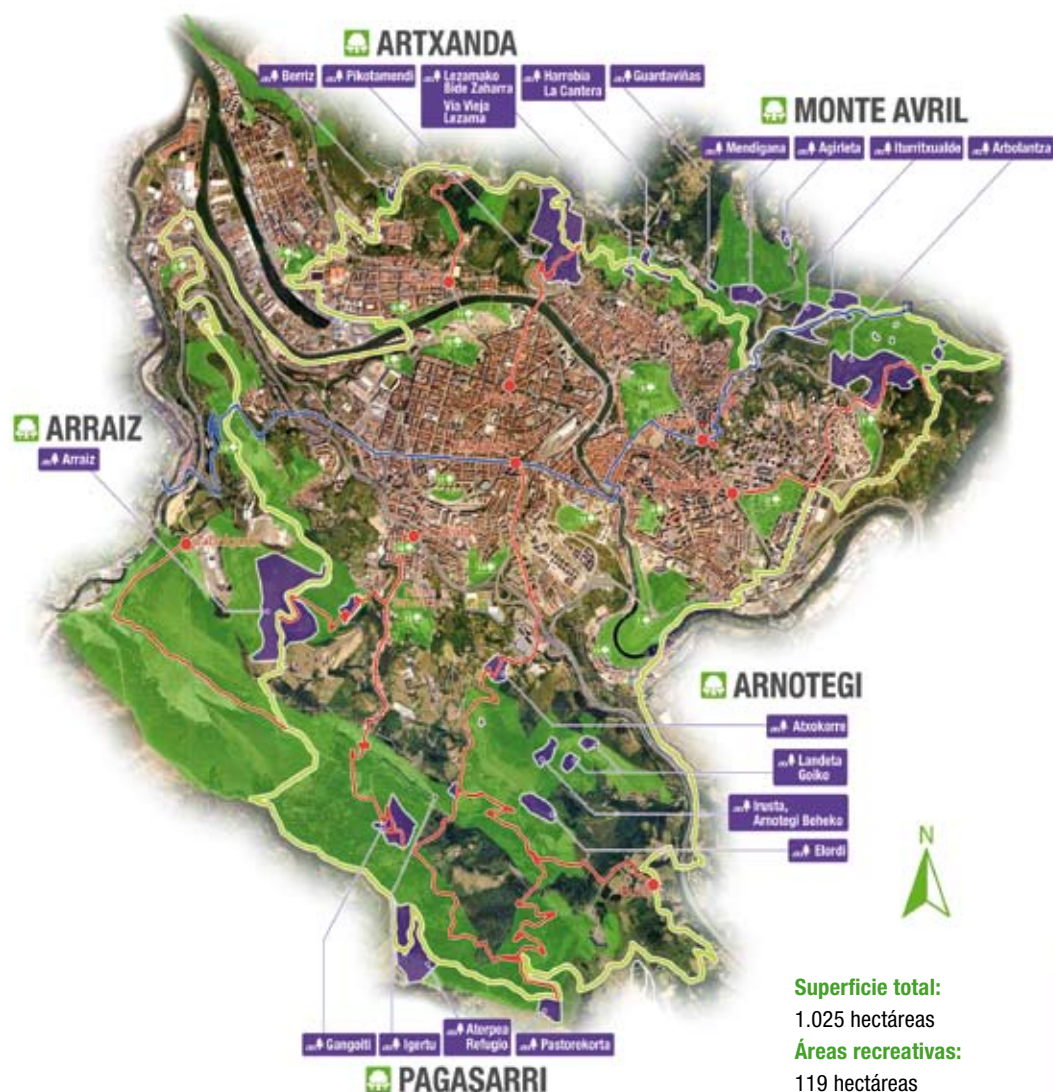 ARTXANDA
Berriz
Pikotamendi
Lezamako
Bide Zaharra
Vía Vieja
Lezama
Harrobia
La Cantera
Guardaviñas
MONTE AVRIL
Mendigana
Agirleta
Iturritxualde
Arbolantza
ARRAIZ
Arraiz
ARNOTEGI
Atxokorre
Landeta
Goiko
Irusta,
Arnotegi Beheko
Elordi
N
Superficie total:
1.025 hectáreas
Áreas recreativas:
119 hectáreas
Gangoiti
Igertu
Aterpea
Refugio
Pastorekorta
PAGASARRI